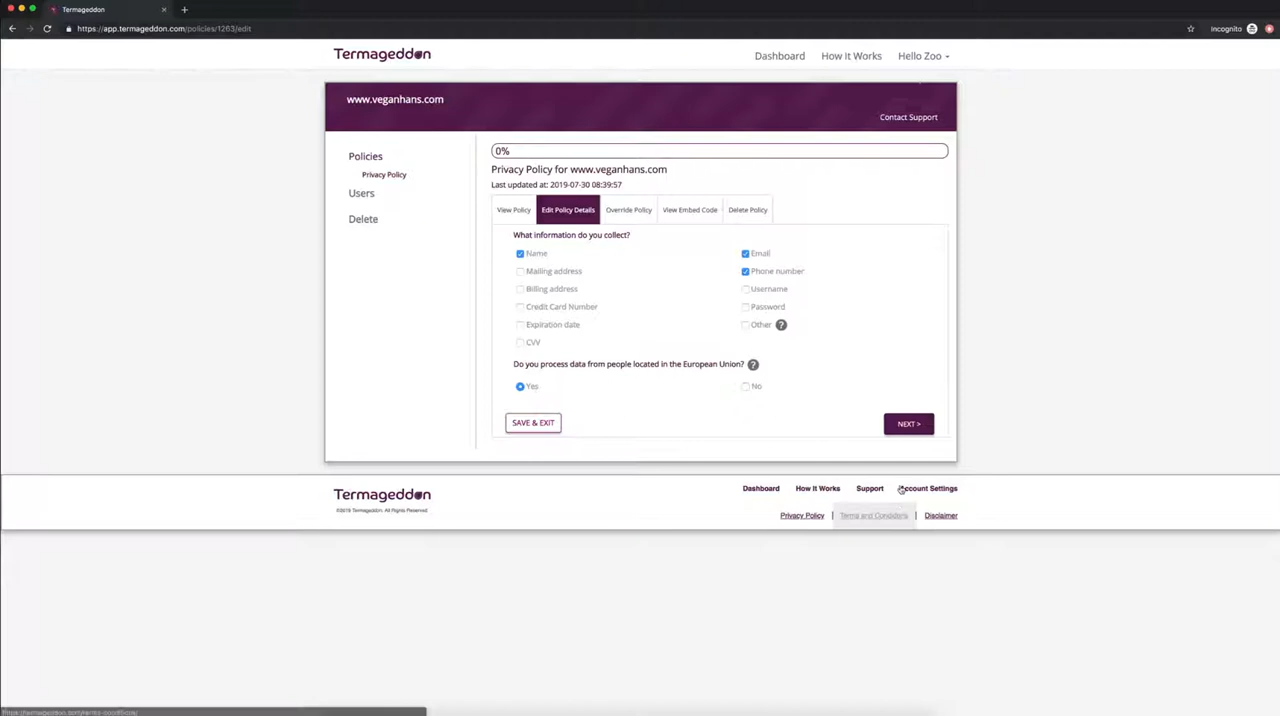 Termageddon
https://app.termageddon.com/policies/1263/edit
Incognito
Termageddon
Dashboard How It Works Hello Zoo
www.veganhans.com
Contact Support
Policies
Privacy Policy
Users
Delete
0%
Privacy Policy for www.veganhans.com
Last updated at: 2019-07-30 08:39:57
View Policy Edit Policy Details Override Policy View Embed Code Delete Policy
What information do you collect?
Name Email
Mailing address Phone number
Billing address Username
Credit Card Number Password
Expiration date Other ?
CVV
Do you process data from people located in the European Union? ?
Yes No
SAVE & EXIT NEXT >
Termageddon
©2019 Termageddon. All Rights Reserved.
Dashboard How It Works Support Account Settings
Privacy Policy | Terms and Conditions | Disclaimer